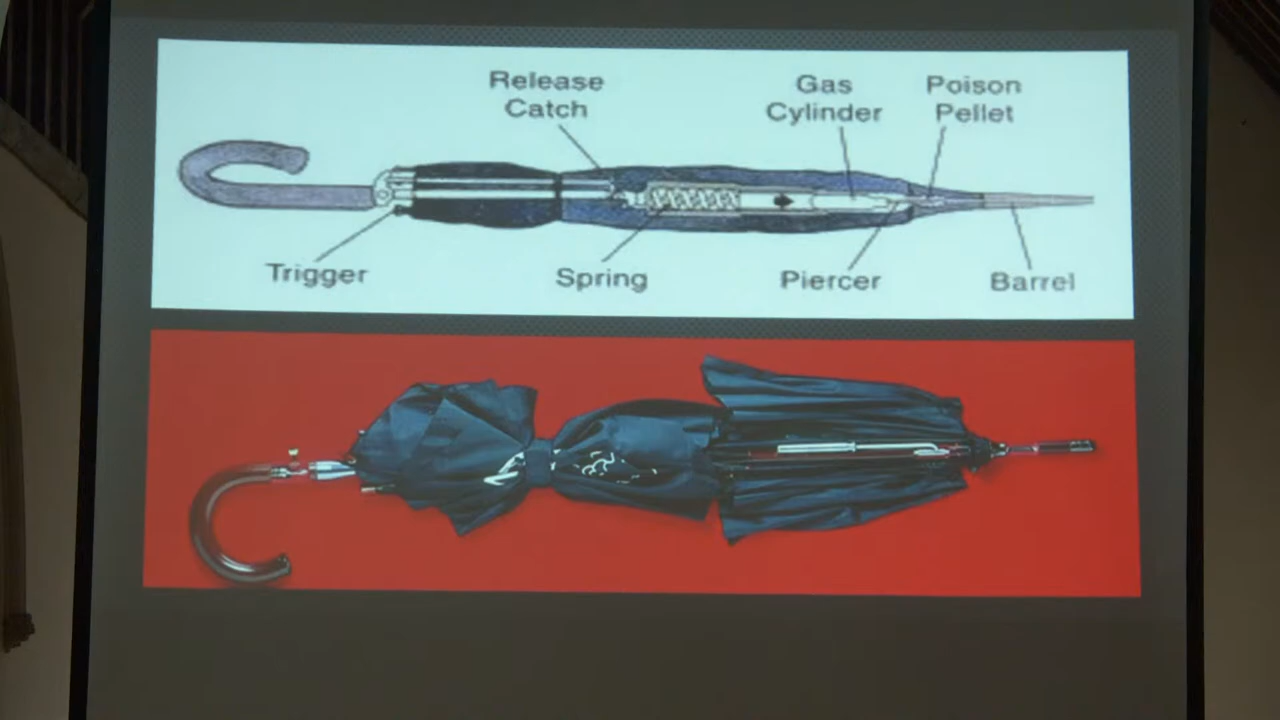 Release
Catch
Gas
Cylinder
Poison
Pellet
Trigger
Spring
Piercer
Barrel